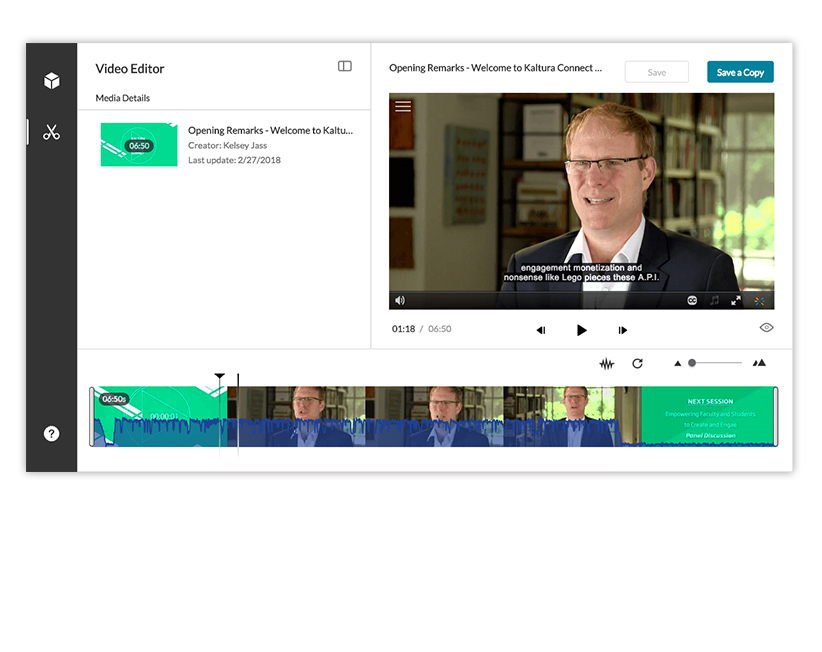 Video Editor
Media Details
06:50
Opening Remarks - Welcome to Kaltu...
Creator: Kelsey Jass
Last update: 2/27/2018
Opening Remarks - Welcome to Kaltura Connect ...
Save
Save a Copy
engagement monetization and
nonsense like Lego pieces these A.P.I.
CC
01:18 / 06:50
?
06:50s
00:00:01
NEXT SESSION
Empowering Faculty and Students
to Create and Engae
Panel Discussion